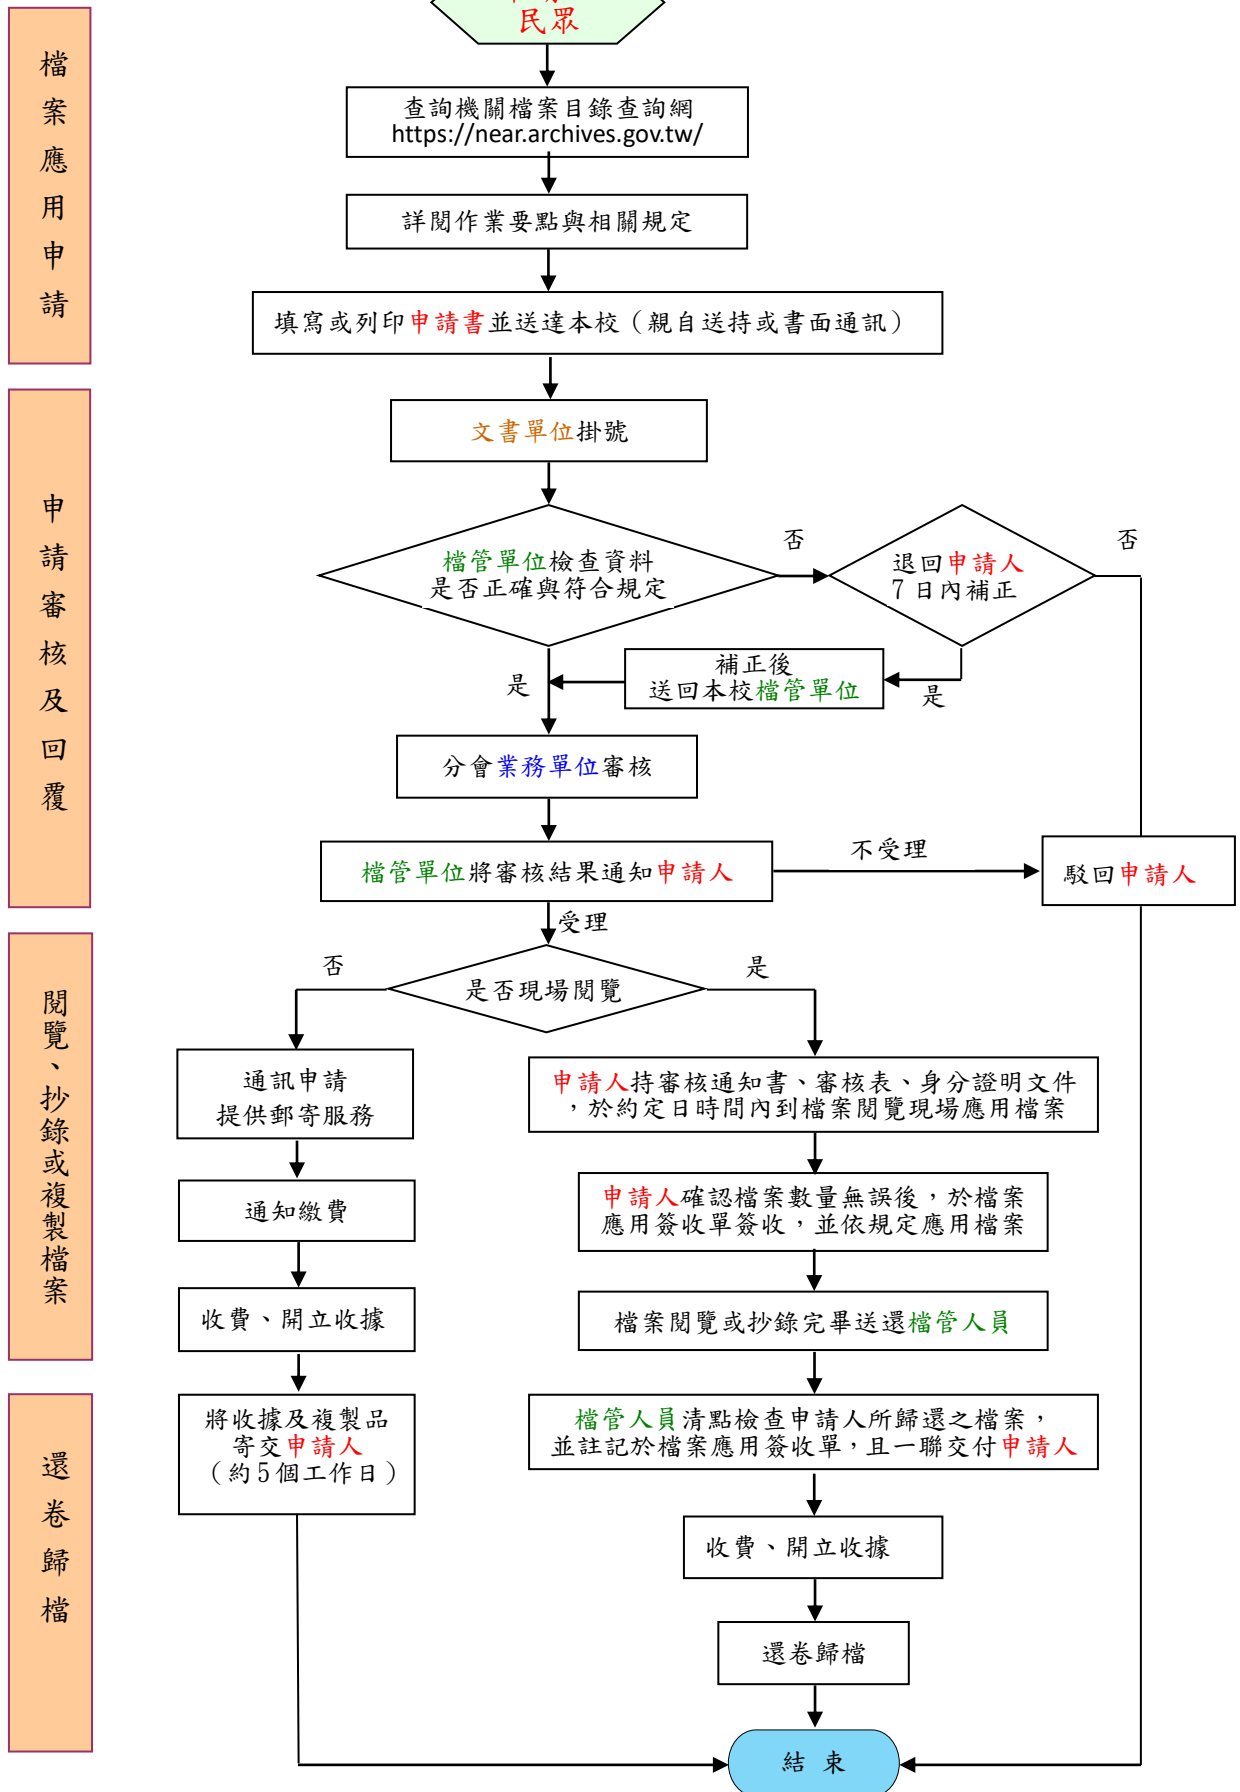 民眾
檔案應用申請
查詢機關檔案目錄查詢網
https://near.archives.gov.tw/
詳閱作業要點與相關規定
填寫或列印申請書並送達本校（親自送持或書面通訊）
申請審核及回覆
文書單位掛號
檔管單位檢查資料
是否正確與符合規定
否
退回申請人
7日內補正
否
是
補正後
送回本校檔管單位
是
分會業務單位審核
檔管單位將審核結果通知申請人
不受理
駁回申請人
受理
閱覽、抄錄或複製檔案
是否現場閱覽
否
是
通訊申請
提供郵寄服務
通知繳費
收費、開立收據
申請人持審核通知書、審核表、身分證明文件
，於約定日時間內到檔案閱覽現場應用檔案
申請人確認檔案數量無誤後，於檔案
應用簽收單簽收，並依規定應用檔案
檔案閱覽或抄錄完畢送還檔管人員
還卷歸檔
將收據及複製品
寄交申請人
（約5個工作日）
檔管人員清點檢查申請人所歸還之檔案，
並註記於檔案應用簽收單，且一聯交付申請人
收費、開立收據
還卷歸檔
結 束